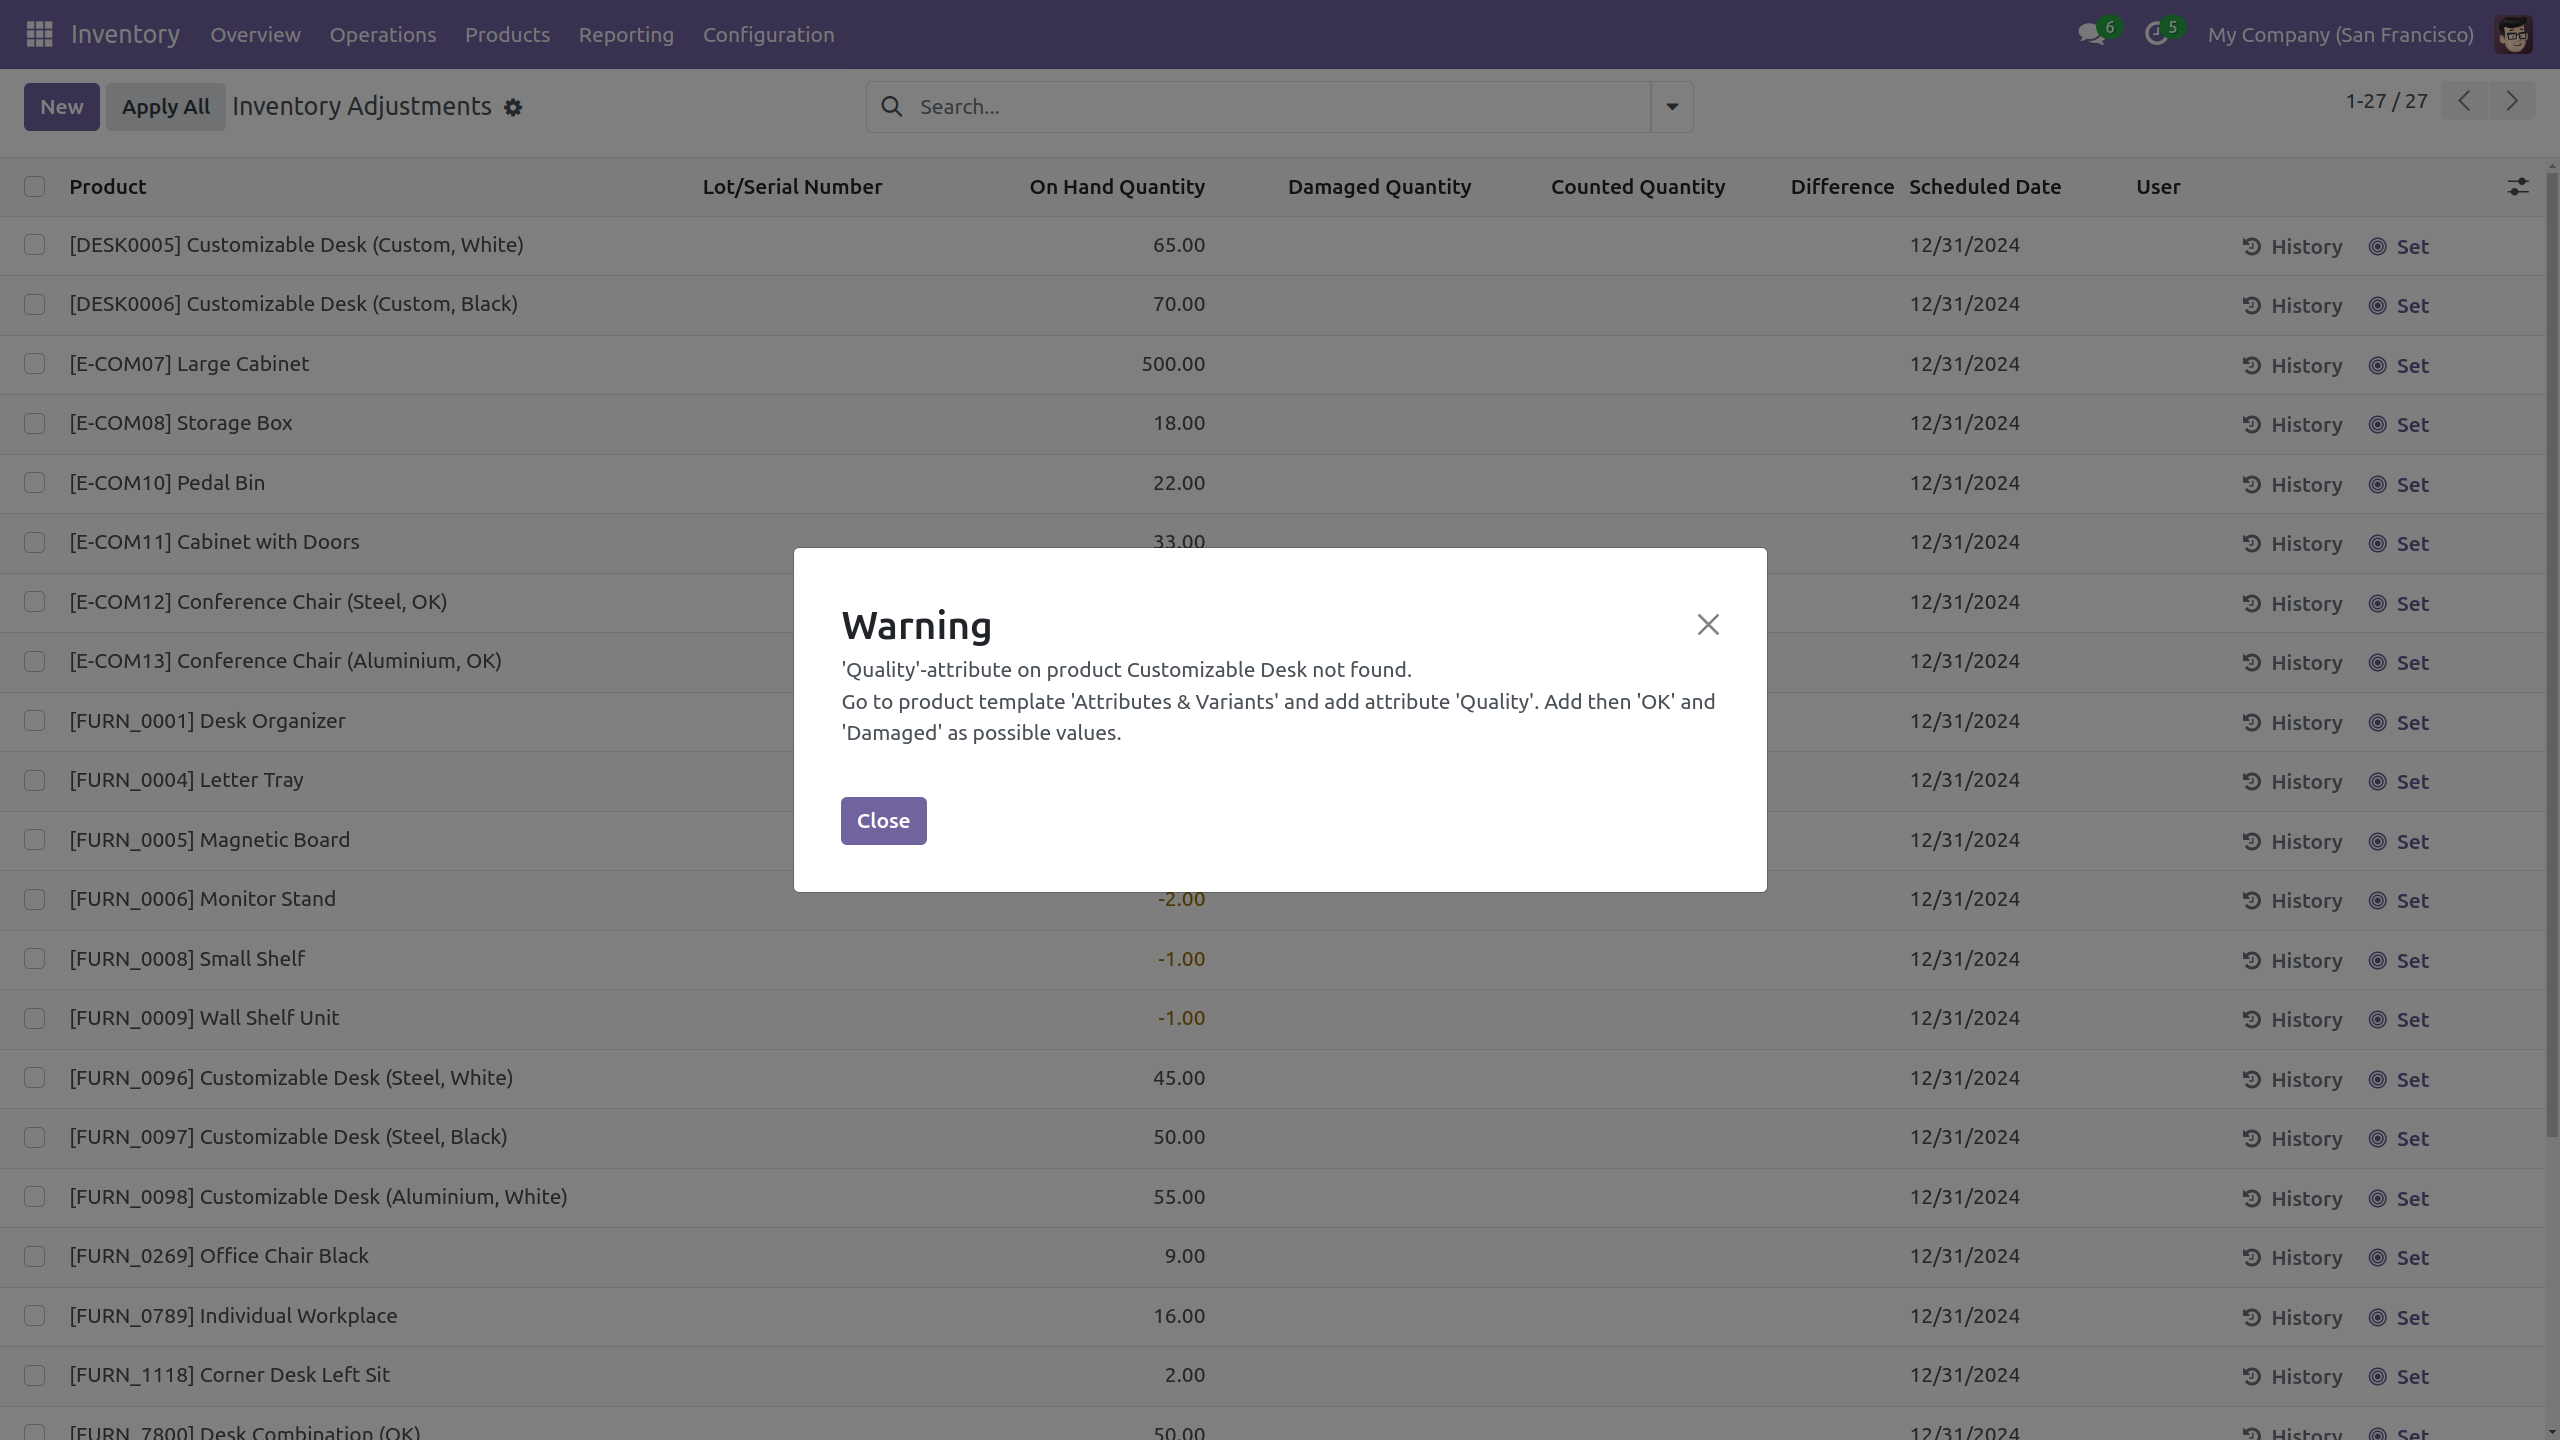 Inventory Overview Operations Products Reporting Configuration 6 5 My Company (San Francisco)
New Apply All Inventory Adjustments Search... 1-27 / 27
Product Lot/Serial Number On Hand Quantity Damaged Quantity Counted Quantity Difference Scheduled Date User
[DESK0005] Customizable Desk (Custom, White) 65.00 12/31/2024 History Set
[DESK0006] Customizable Desk (Custom, Black) 70.00 12/31/2024 History Set
[E-COM07] Large Cabinet 500.00 12/31/2024 History Set
[E-COM08] Storage Box 18.00 12/31/2024 History Set
[E-COM10] Pedal Bin 22.00 12/31/2024 History Set
[E-COM11] Cabinet with Doors 33.00 12/31/2024 History Set
[E-COM12] Conference Chair (Steel, OK) 12/31/2024 History Set
[E-COM13] Conference Chair (Aluminium, OK) 12/31/2024 History Set
[FURN_0001] Desk Organizer 12/31/2024 History Set
[FURN_0004] Letter Tray 12/31/2024 History Set
[FURN_0005] Magnetic Board 12/31/2024 History Set
[FURN_0006] Monitor Stand -2.00 12/31/2024 History Set
[FURN_0008] Small Shelf -1.00 12/31/2024 History Set
[FURN_0009] Wall Shelf Unit -1.00 12/31/2024 History Set
[FURN_0096] Customizable Desk (Steel, White) 45.00 12/31/2024 History Set
[FURN_0097] Customizable Desk (Steel, Black) 50.00 12/31/2024 History Set
[FURN_0098] Customizable Desk (Aluminium, White) 55.00 12/31/2024 History Set
[FURN_0269] Office Chair Black 9.00 12/31/2024 History Set
[FURN_0789] Individual Workplace 16.00 12/31/2024 History Set
[FURN_1118] Corner Desk Left Sit 2.00 12/31/2024 History Set
[FURN_7800] Desk Combination (OK) 50.00 12/31/2024 History Set
Warning
'Quality'-attribute on product Customizable Desk not found.
Go to product template 'Attributes & Variants' and add attribute 'Quality'. Add then 'OK' and
'Damaged' as possible values.
Close